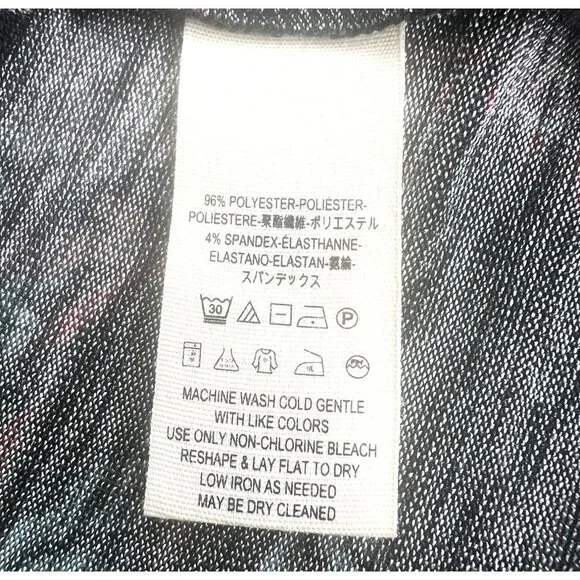 96% POLYESTER-POLIÉSTER-
POLIESTERE-聚酯纖維-ポリエステル
4% SPANDEX-ÉLASTHANNE-
ELASTANO-ELASTAN-氨綸-
スパンデックス
30 P
MACHINE WASH COLD GENTLE
WITH LIKE COLORS
USE ONLY NON-CHLORINE BLEACH
RESHAPE & LAY FLAT TO DRY
LOW IRON AS NEEDED
MAY BE DRY CLEANED